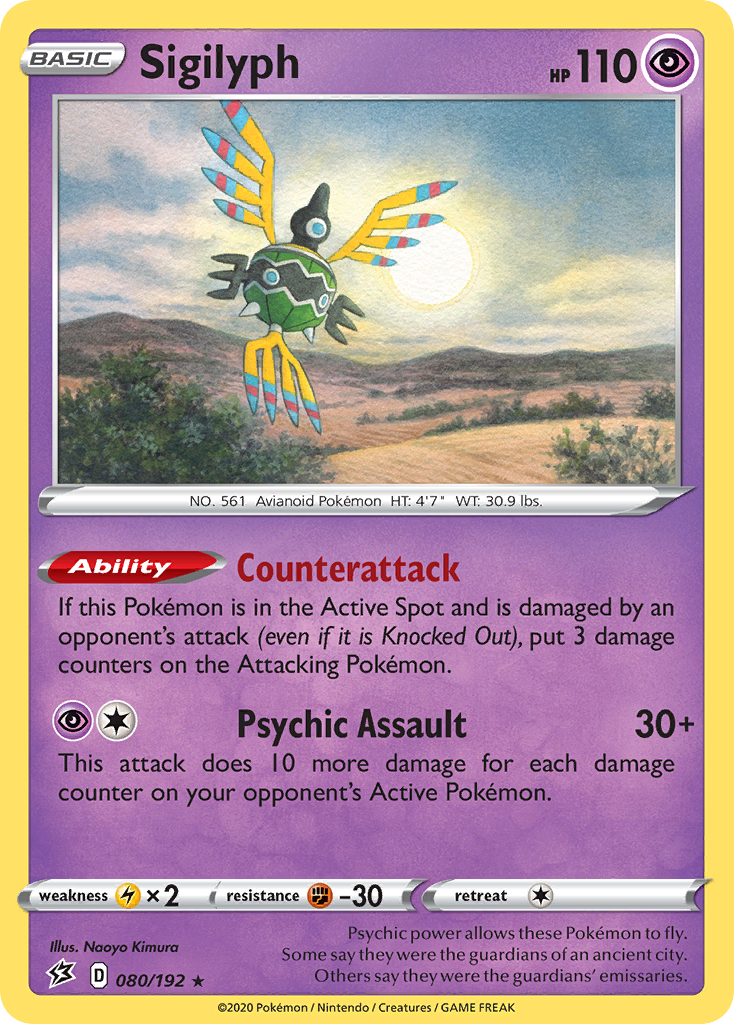 BASIC Sigilyph HP 110
NO. 561 Avianoid Pokémon HT: 4'7" WT: 30.9 lbs.
Ability Counterattack
If this Pokémon is in the Active Spot and is damaged by an
opponent's attack (even if it is Knocked Out), put 3 damage
counters on the Attacking Pokémon.
Psychic Assault 30+
This attack does 10 more damage for each damage
counter on your opponent's Active Pokémon.
weakness ×2 resistance -30 retreat
Illus. Naoyo Kimura
D 080/192 ★
Psychic power allows these Pokémon to fly.
Some say they were the guardians of an ancient city.
Others say they were the guardians' emissaries.
©2020 Pokémon / Nintendo / Creatures / GAME FREAK